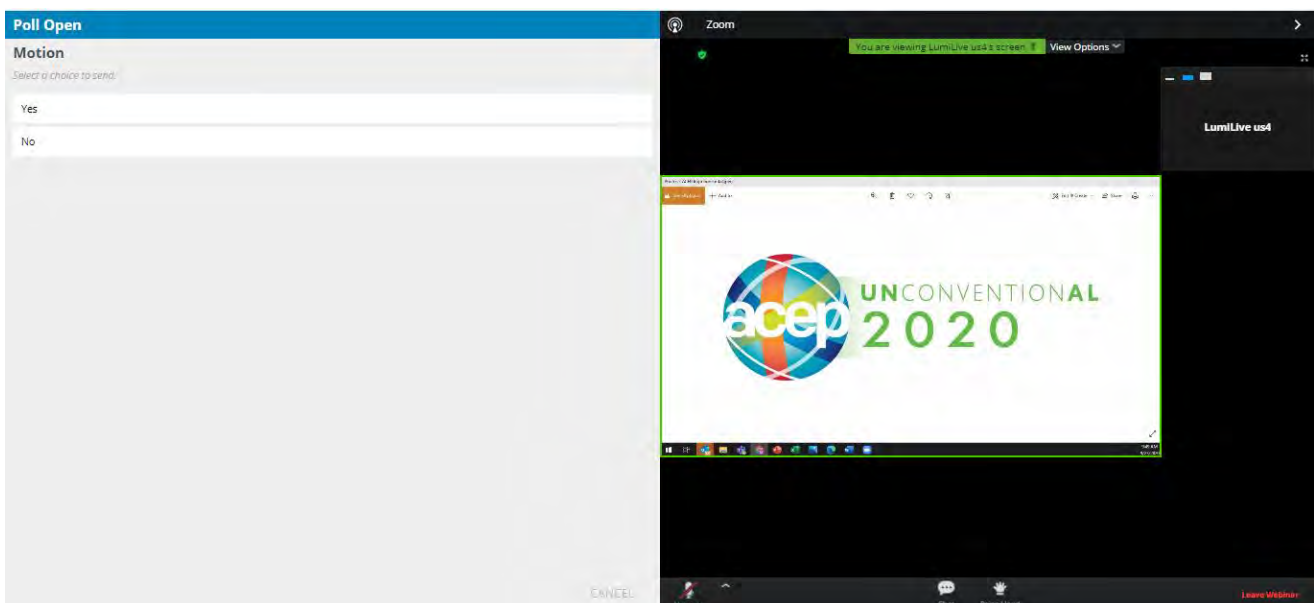 Poll Open
Motion
Select a choice to send.
Yes
No
CANCEL
Zoom
You are viewing LumiLive us4's screen
View Options
LumiLive us4
acep
UNCONVENTIONAL
2020
Leave Webinar